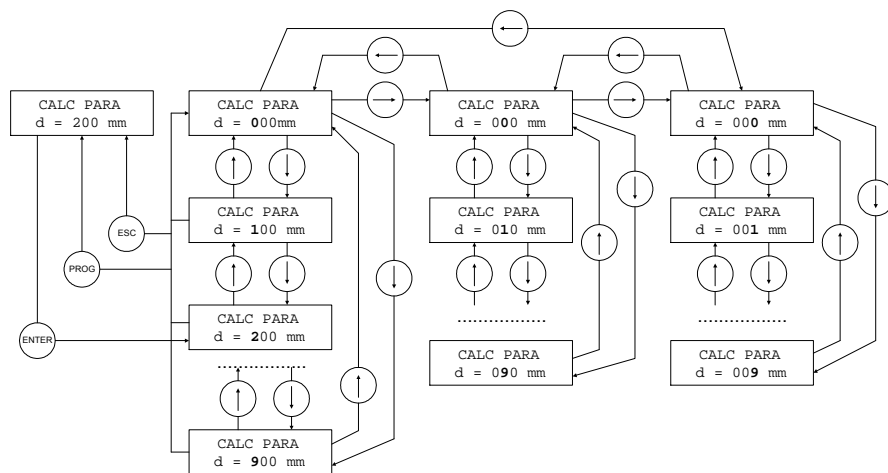 CALC PARA
d = 200 mm
CALC PARA
d = 000mm
CALC PARA
d = 000 mm
CALC PARA
d = 000 mm
CALC PARA
d = 100 mm
CALC PARA
d = 010 mm
CALC PARA
d = 001 mm
ESC
PROG
CALC PARA
d = 200 mm
ENTER
CALC PARA
d = 090 mm
CALC PARA
d = 009 mm
CALC PARA
d = 900 mm